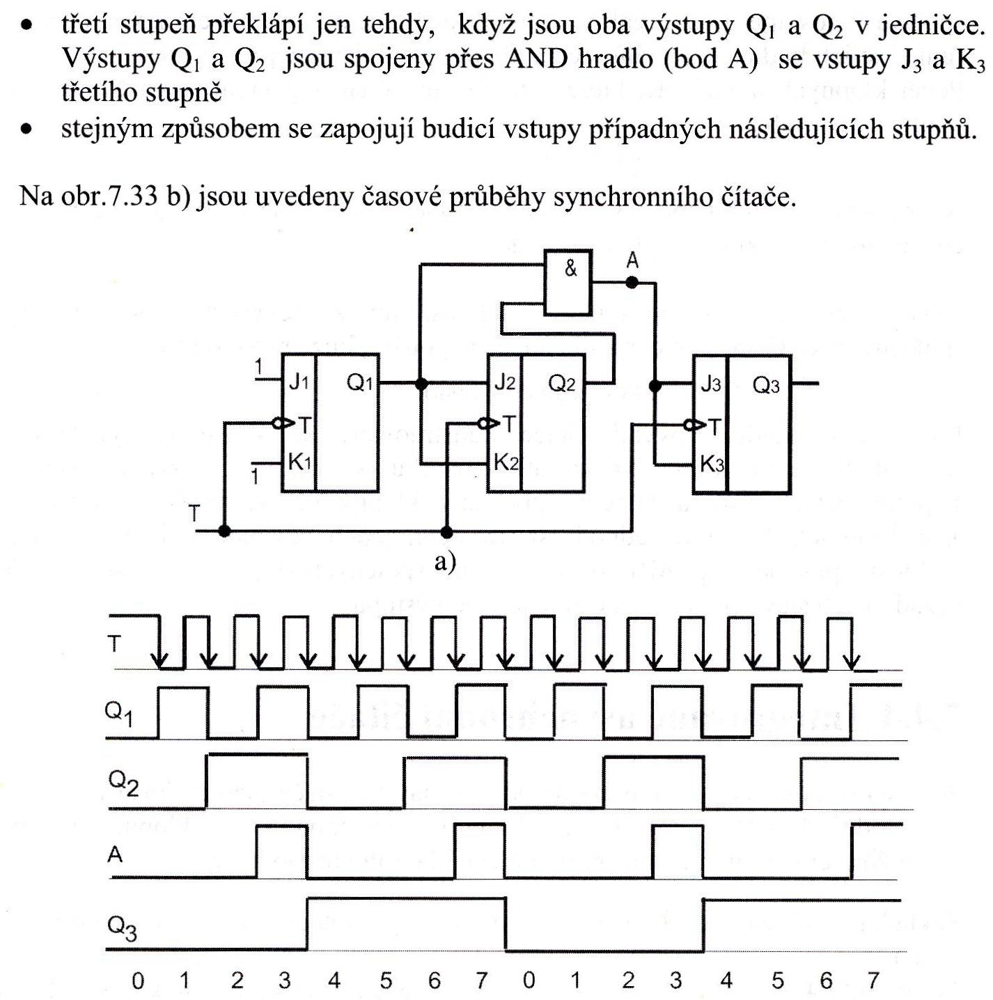 • třetí stupeň překlápí jen tehdy, když jsou oba výstupy Q1 a Q2 v jedničce.
Výstupy Q1 a Q2 jsou spojeny přes AND hradlo (bod A) se vstupy J3 a K3
třetího stupně
• stejným způsobem se zapojují budicí vstupy případných následujících stupňů.
Na obr.7.33 b) jsou uvedeny časové průběhy synchronního čítače.
& A
1 J1 Q1 J2 Q2 J3 Q3
T T T
1 K1 K2 K3
T
a)
T
Q1
Q2
A
Q3
0 1 2 3 4 5 6 7 0 1 2 3 4 5 6 7